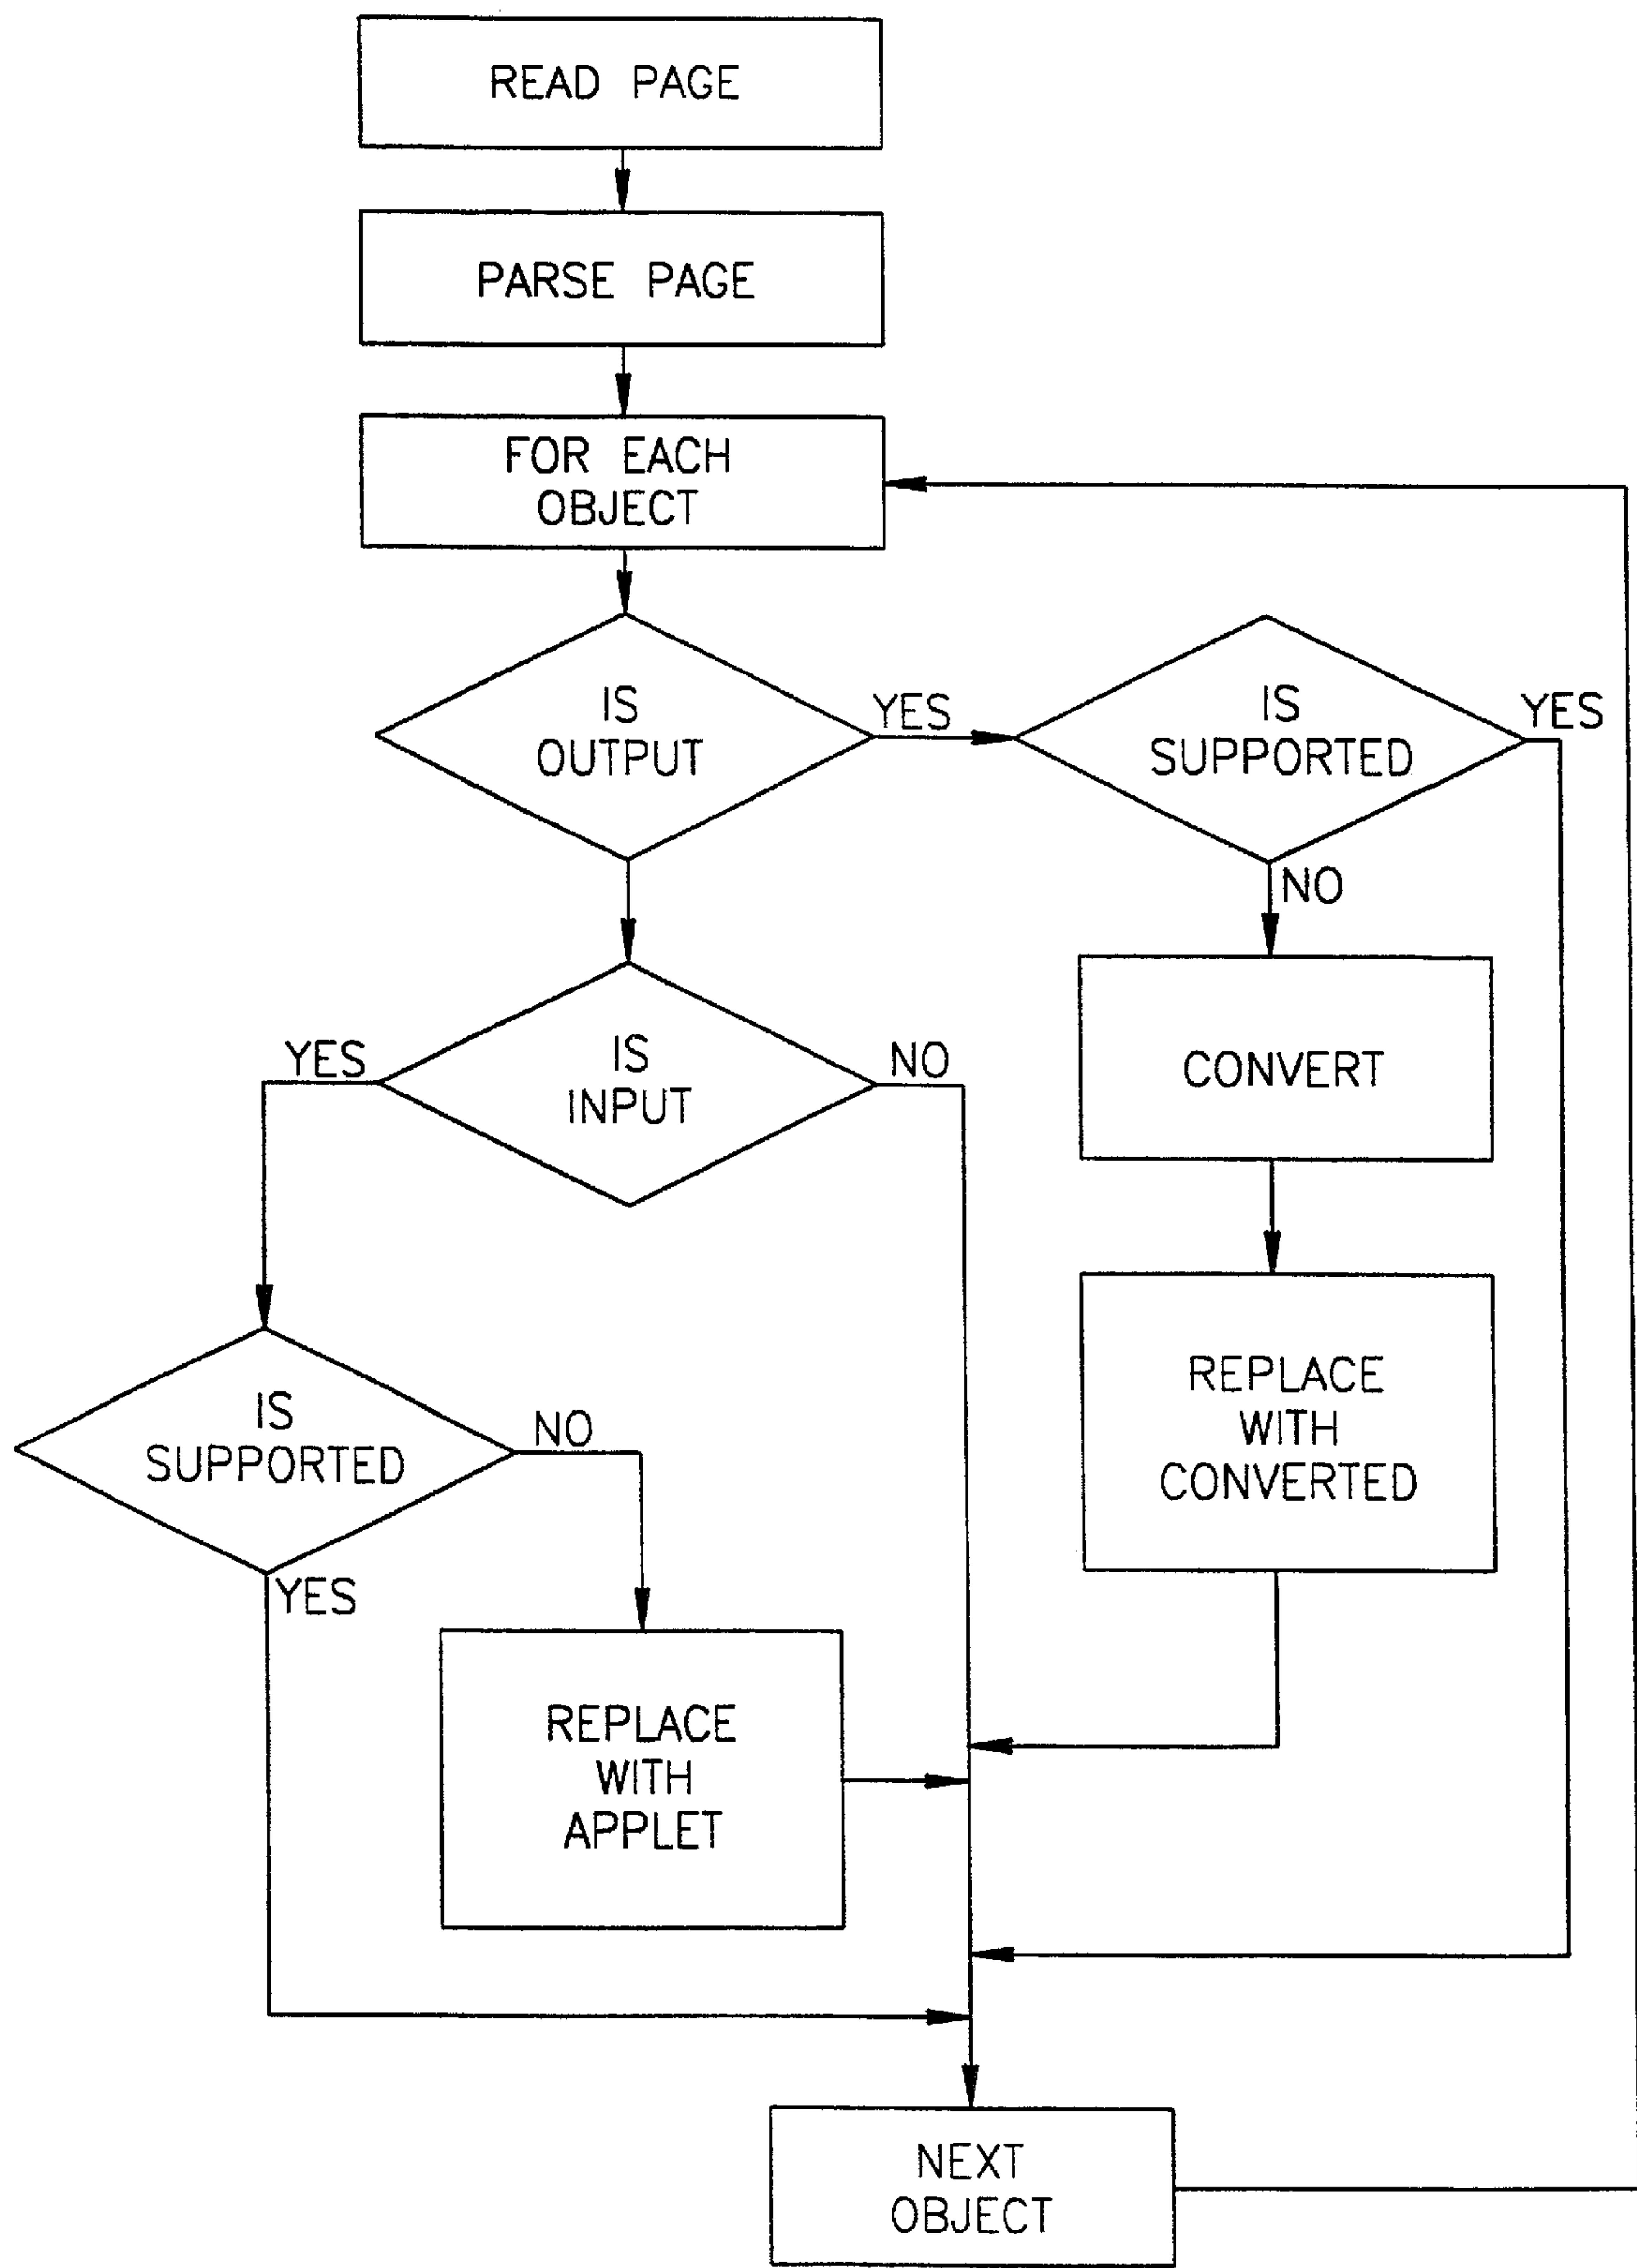 READ PAGE
PARSE PAGE
FOR EACH
OBJECT
IS
OUTPUT
YES
IS
SUPPORTED
YES
NO
IS
INPUT
YES
NO
CONVERT
REPLACE
WITH
CONVERTED
IS
SUPPORTED
NO
YES
REPLACE
WITH
APPLET
NEXT
OBJECT